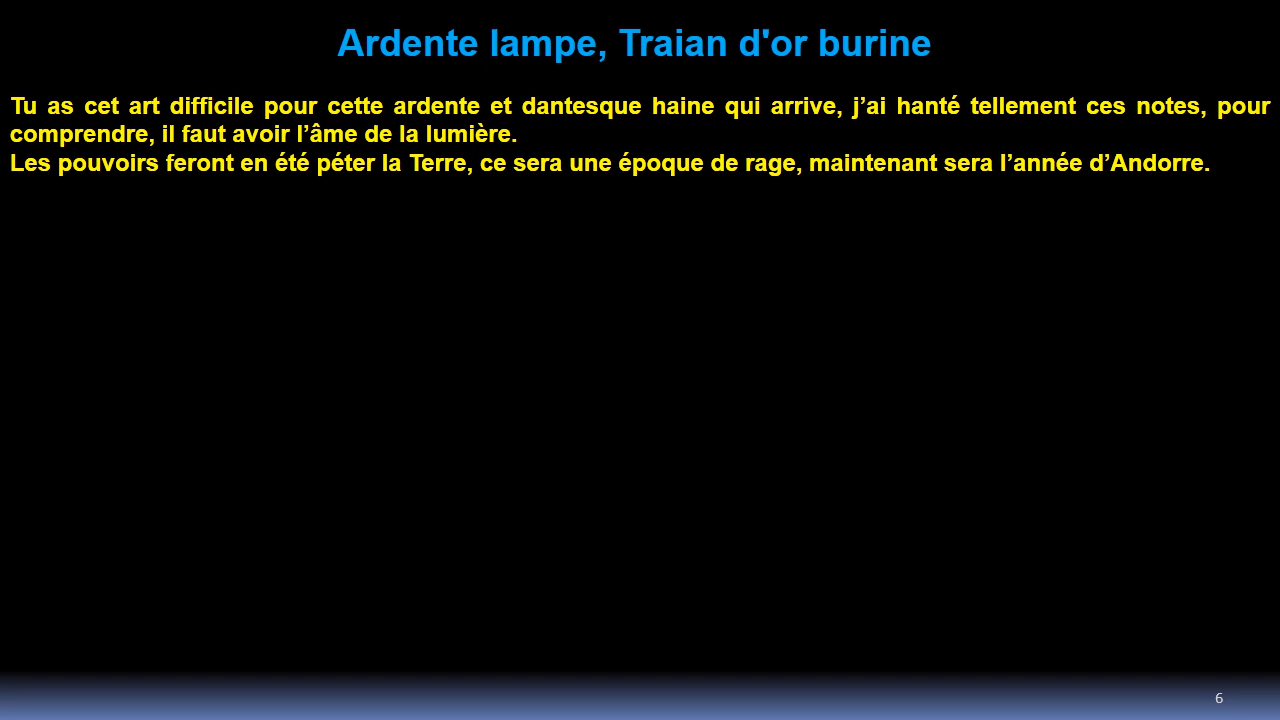 Ardente lampe, Traian d'or burine
Tu as cet art difficile pour cette ardente et dantesque haine qui arrive, j’ai hanté tellement ces notes, pour
comprendre, il faut avoir l’âme de la lumière.
Les pouvoirs feront en été péter la Terre, ce sera une époque de rage, maintenant sera l’année d’Andorre.
6